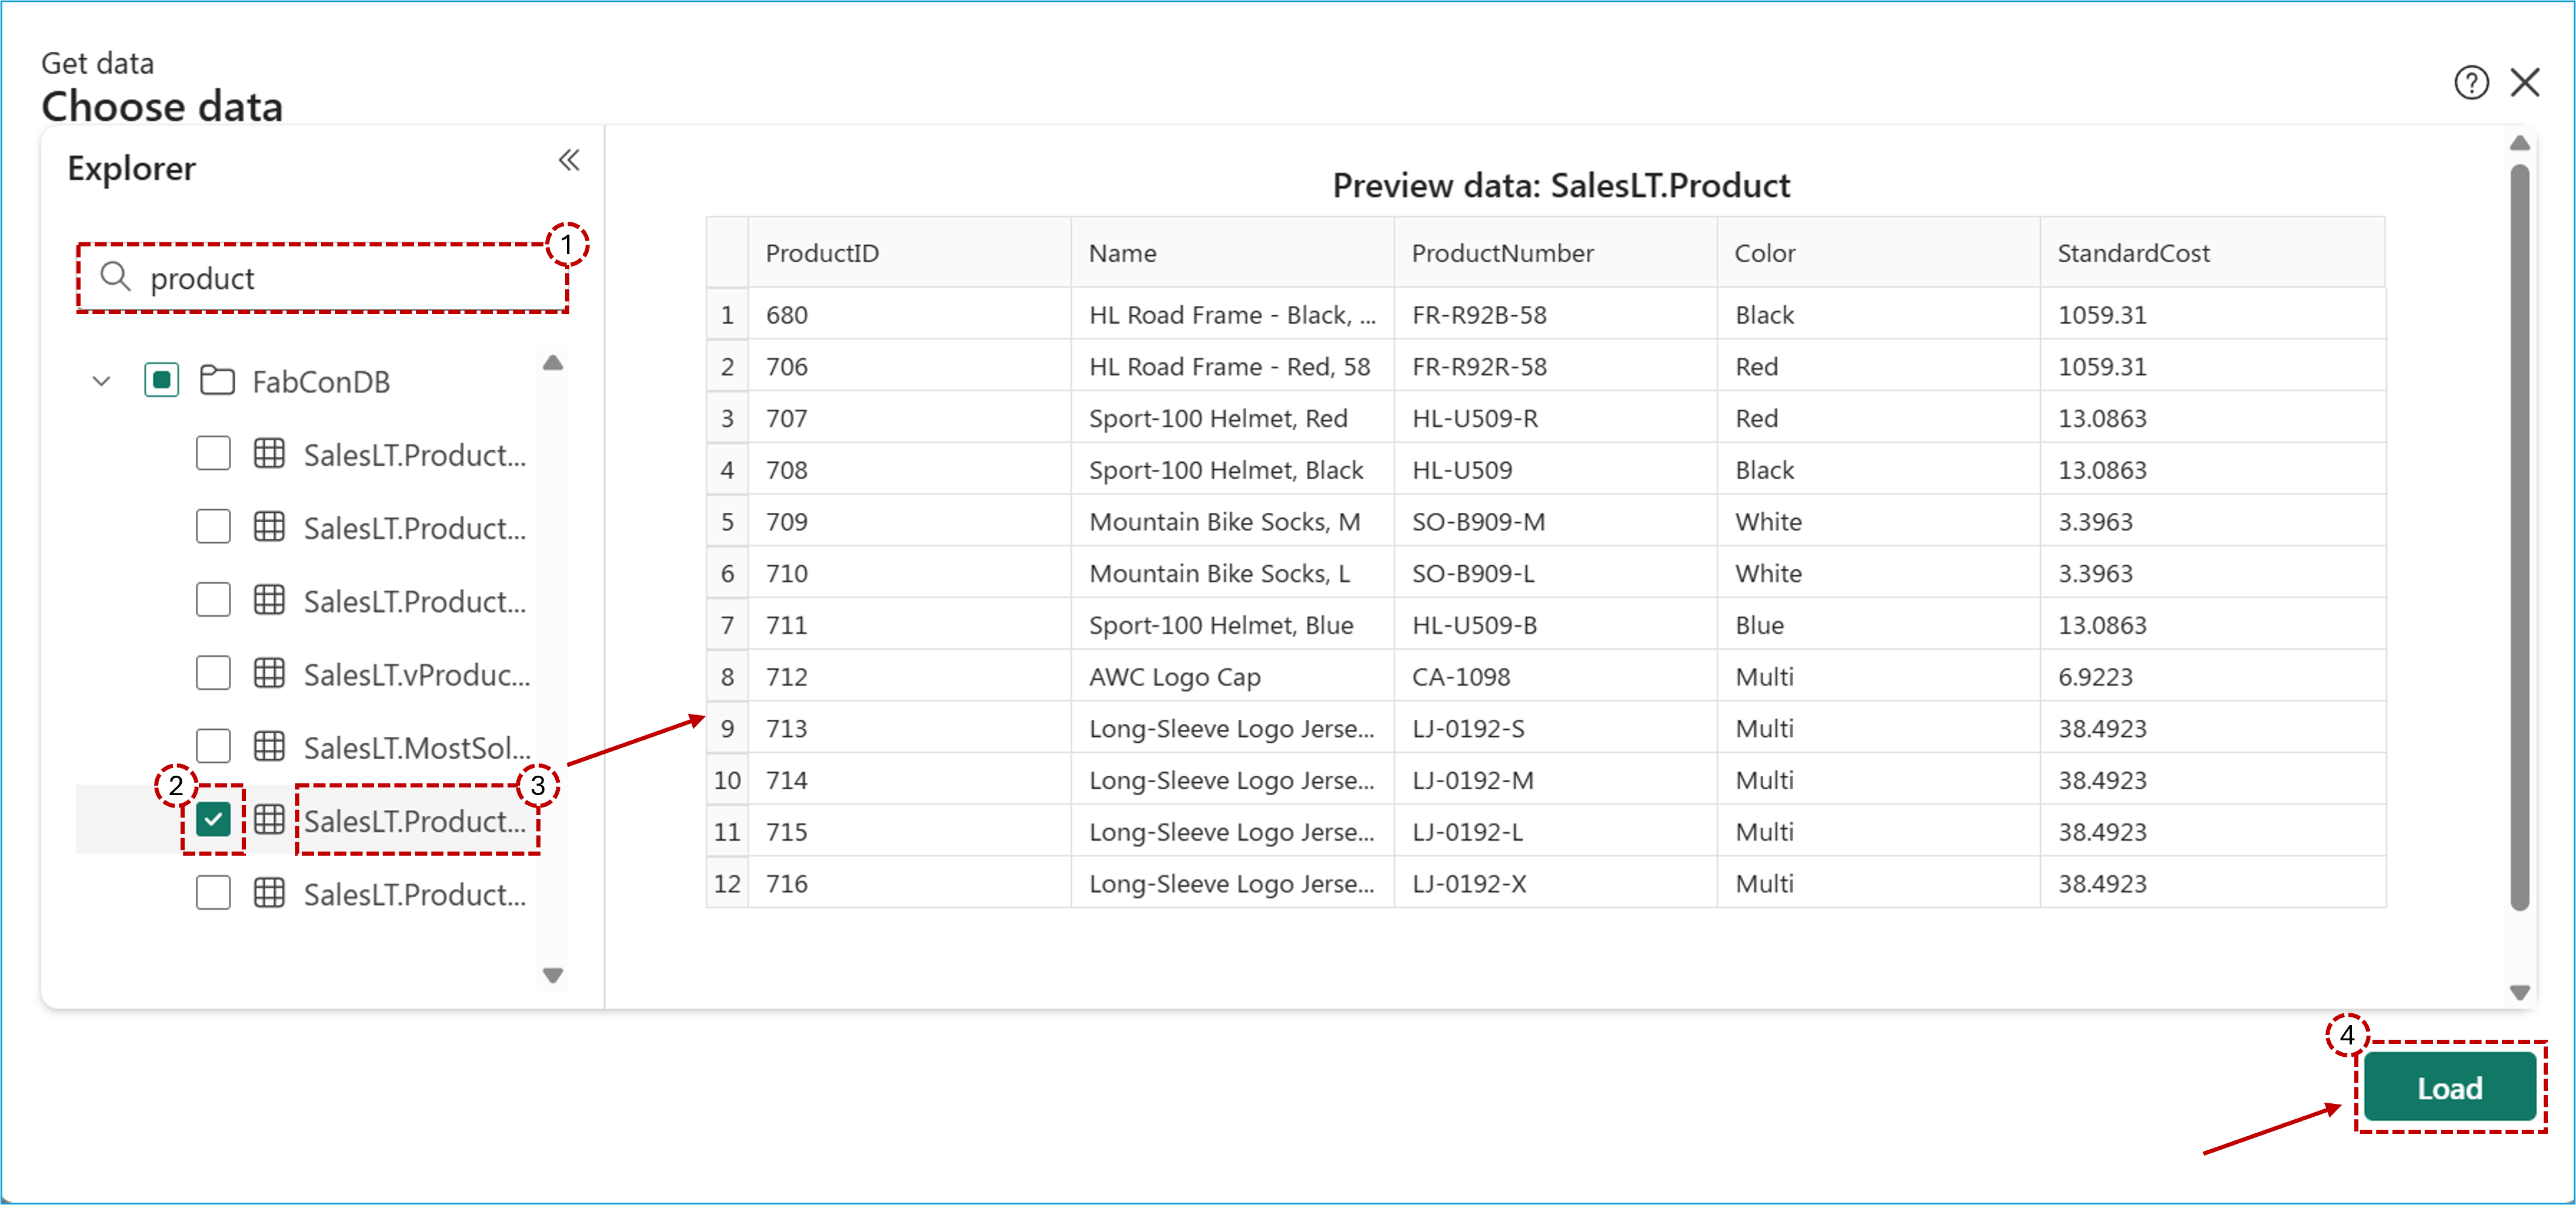 Get data
Choose data
Explorer
1
product
FabConDB
SalesLT.Product...
SalesLT.Product...
SalesLT.Product...
SalesLT.vProduc...
SalesLT.MostSol...
2
3
SalesLT.Product...
SalesLT.Product...
Preview data: SalesLT.Product
ProductID Name ProductNumber Color StandardCost
1 680 HL Road Frame - Black, ... FR-R92B-58 Black 1059.31
2 706 HL Road Frame - Red, 58 FR-R92R-58 Red 1059.31
3 707 Sport-100 Helmet, Red HL-U509-R Red 13.0863
4 708 Sport-100 Helmet, Black HL-U509 Black 13.0863
5 709 Mountain Bike Socks, M SO-B909-M White 3.3963
6 710 Mountain Bike Socks, L SO-B909-L White 3.3963
7 711 Sport-100 Helmet, Blue HL-U509-B Blue 13.0863
8 712 AWC Logo Cap CA-1098 Multi 6.9223
9 713 Long-Sleeve Logo Jerse... LJ-0192-S Multi 38.4923
10 714 Long-Sleeve Logo Jerse... LJ-0192-M Multi 38.4923
11 715 Long-Sleeve Logo Jerse... LJ-0192-L Multi 38.4923
12 716 Long-Sleeve Logo Jerse... LJ-0192-X Multi 38.4923
4
Load